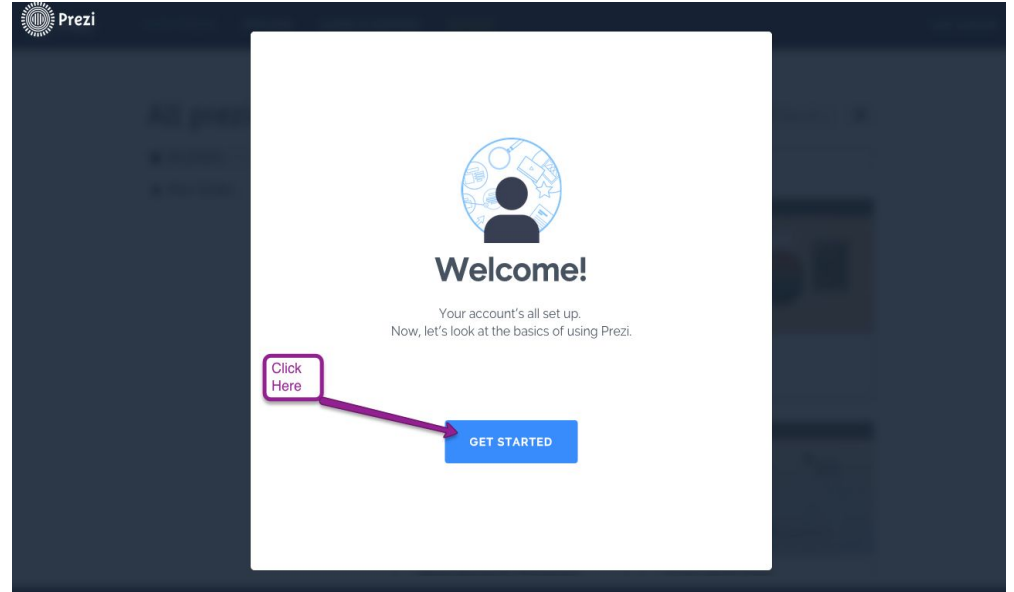 Prezi
Welcome!
Your account's all set up.
Now, let's look at the basics of using Prezi.
Click
Here
GET STARTED